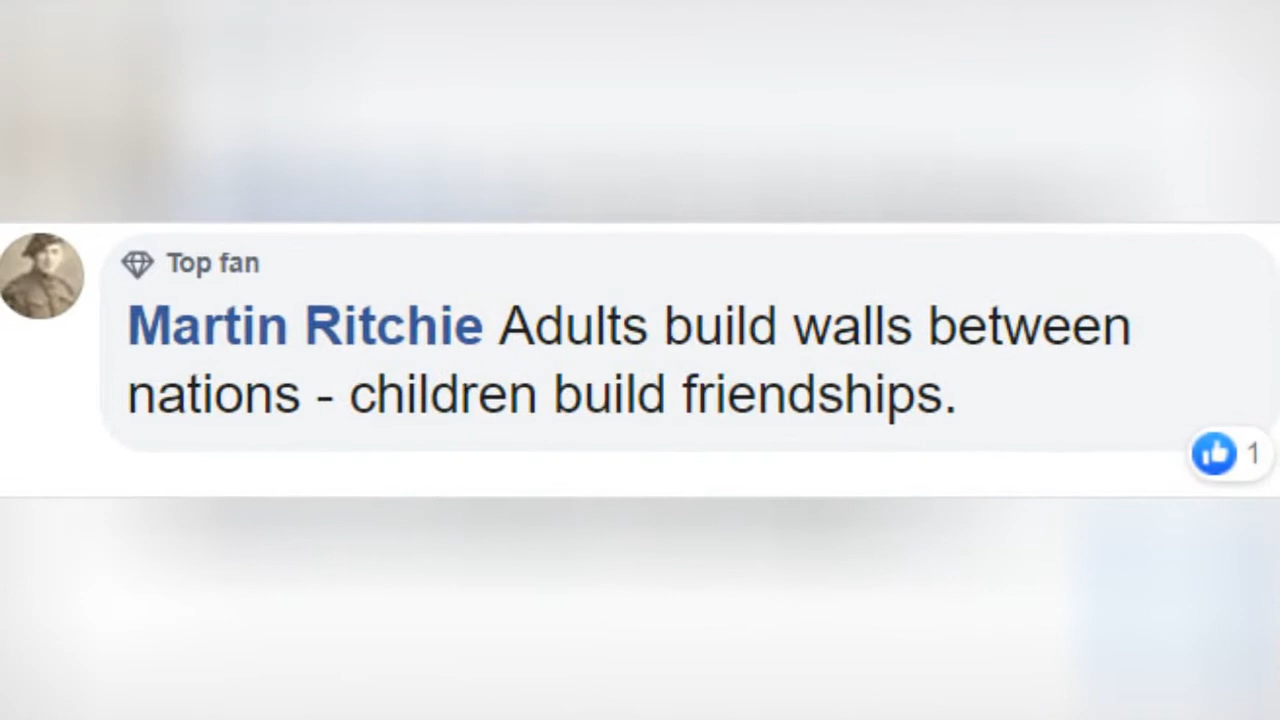 Top fan
Martin Ritchie Adults build walls between
nations - children build friendships.
1